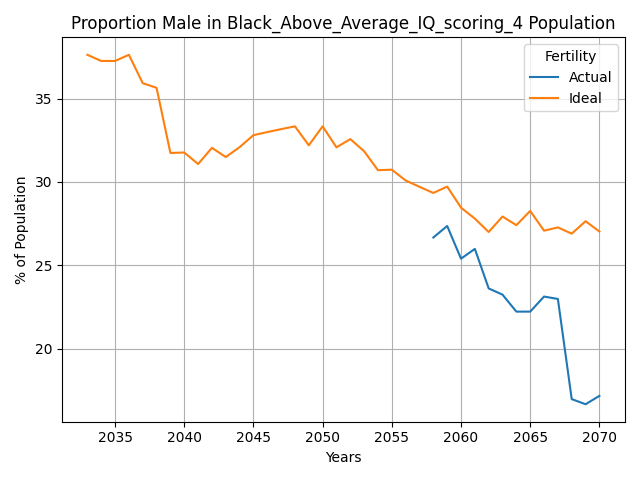 Proportion Male in Black_Above_Average_IQ_scoring_4 Population
Fertility
Actual
Ideal
% of Population
35
30
25
20
2035 2040 2045 2050 2055 2060 2065 2070
Years